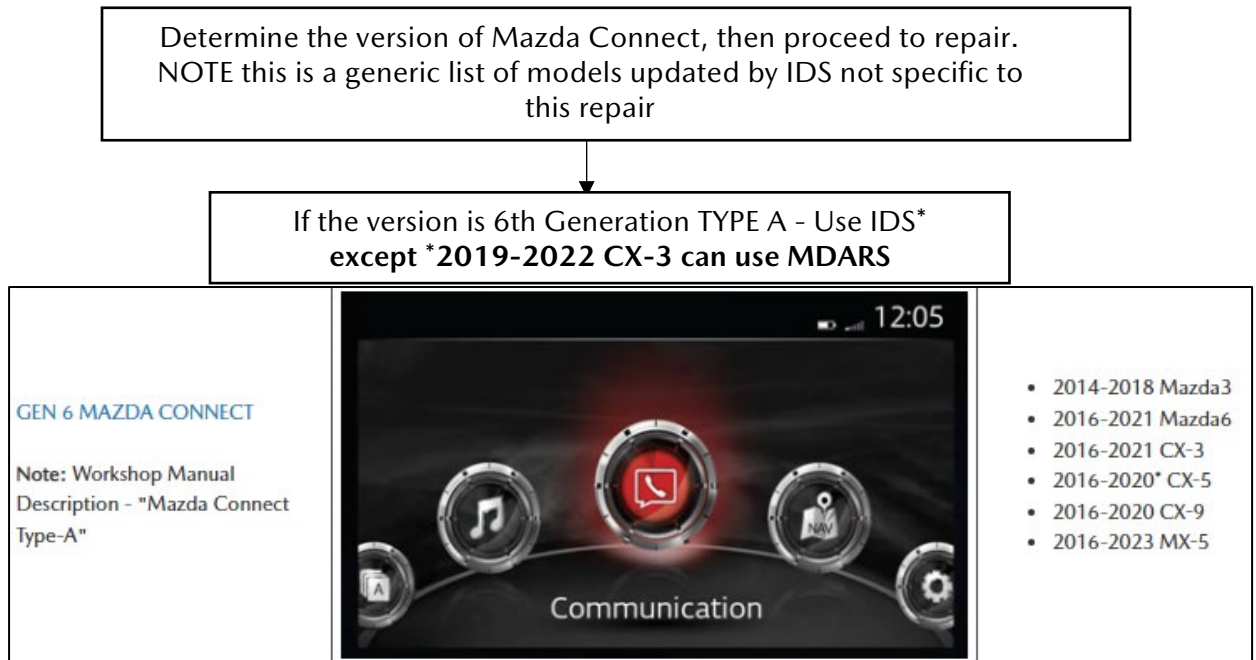 Determine the version of Mazda Connect, then proceed to repair.
NOTE this is a generic list of models updated by IDS not specific to
this repair
If the version is 6th Generation TYPE A - Use IDS*
except *2019-2022 CX-3 can use MDARS
GEN 6 MAZDA CONNECT
Note: Workshop Manual
Description - "Mazda Connect
Type-A"
12:05
A
NAV
Communication
• 2014-2018 Mazda3
• 2016-2021 Mazda6
• 2016-2021 CX-3
• 2016-2020* CX-5
• 2016-2020 CX-9
• 2016-2023 MX-5